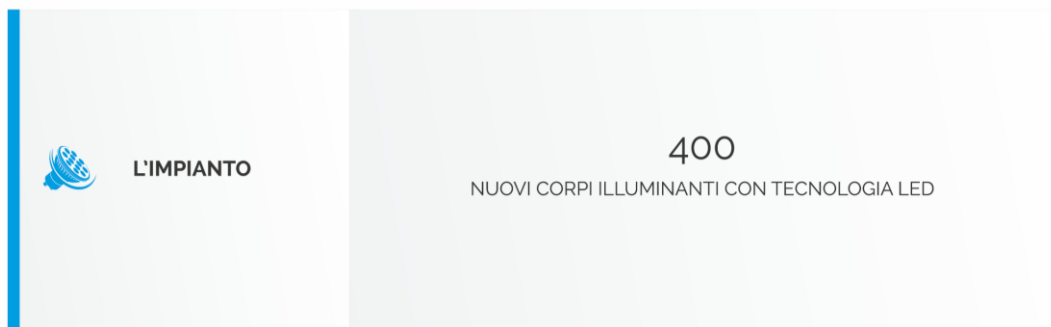 L'IMPIANTO
400
NUOVI CORPI ILLUMINANTI CON TECNOLOGIA LED